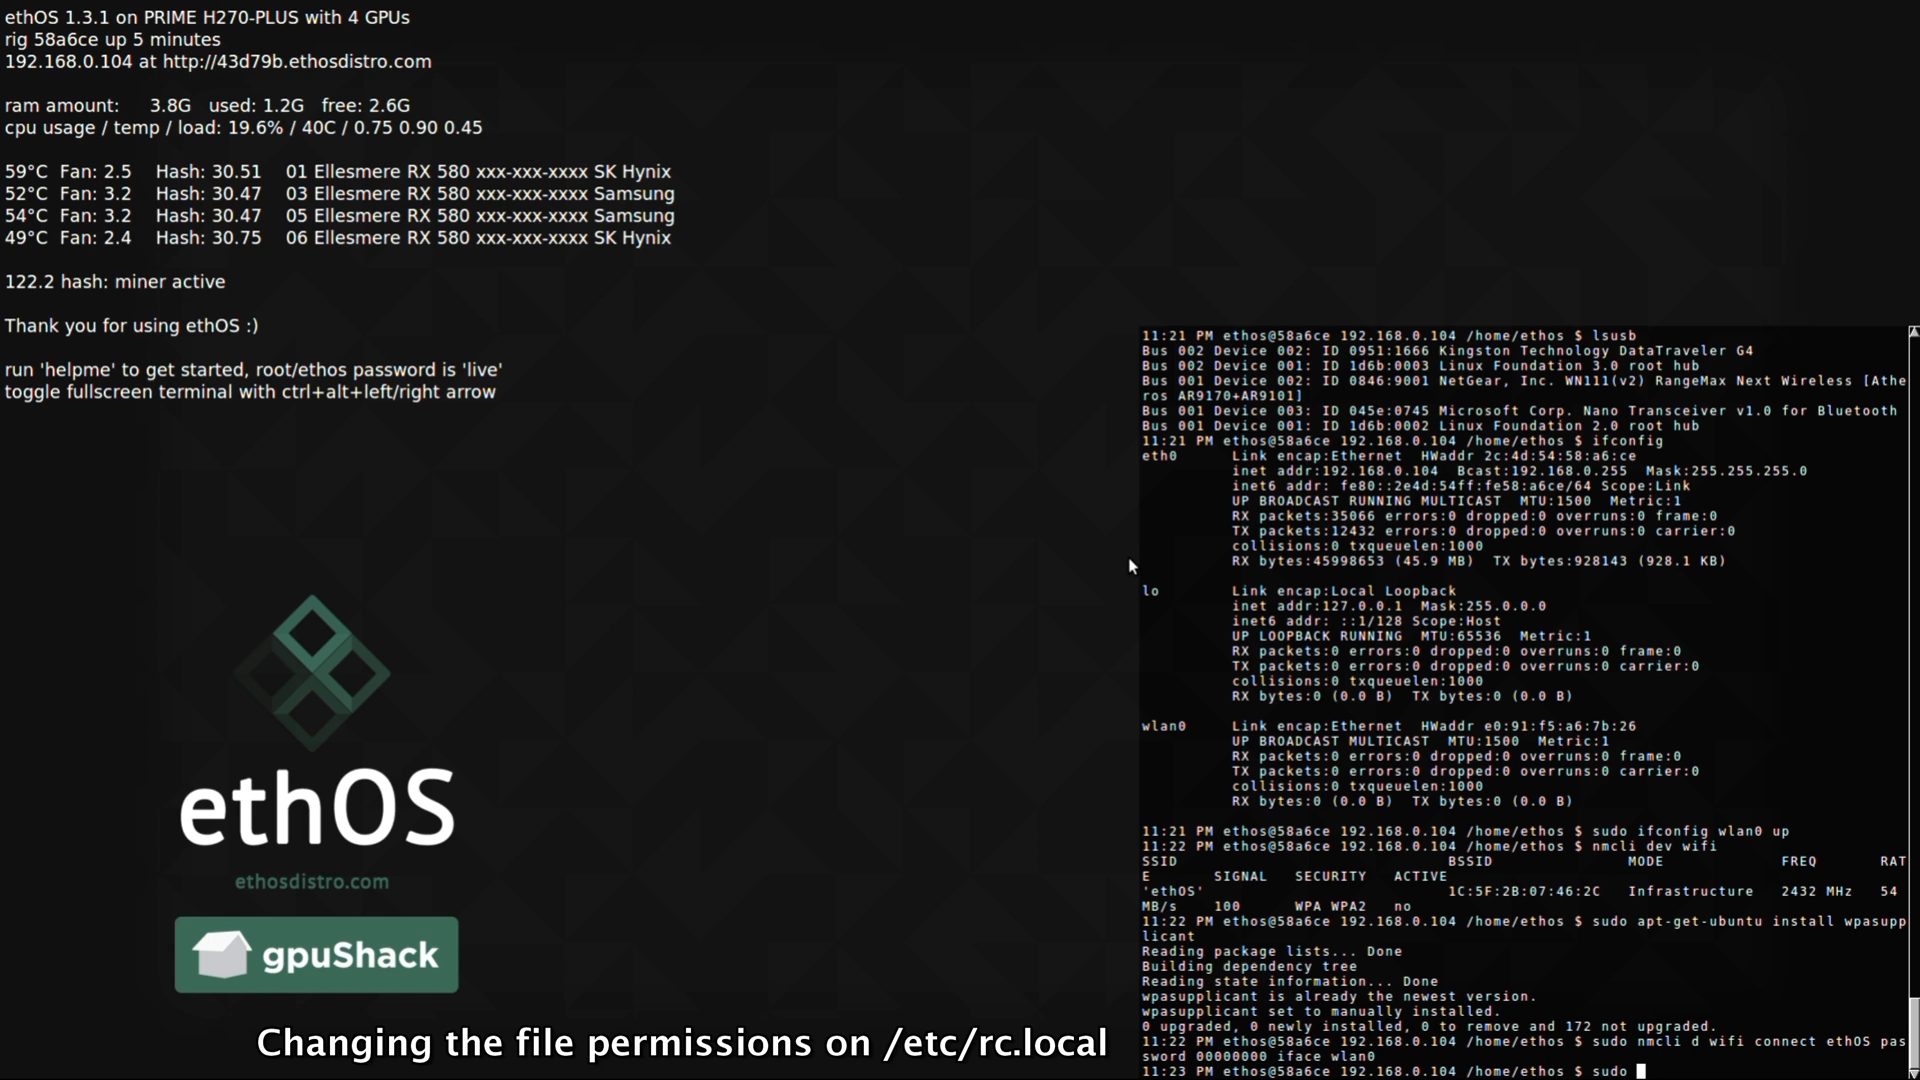 ethOS 1.3.1 on PRIME H270-PLUS with 4 GPUs
rig 58a6ce up 5 minutes
192.168.0.104 at http://43d79b.ethosdistro.com
ram amount: 3.8G used: 1.2G free: 2.6G
cpu usage / temp / load: 19.6% / 40C / 0.75 0.90 0.45
59°C Fan: 2.5 Hash: 30.51 01 Ellesmere RX 580 xxx-xxx-xxxx SK Hynix
52°C Fan: 3.2 Hash: 30.47 03 Ellesmere RX 580 xxx-xxx-xxxx Samsung
54°C Fan: 3.2 Hash: 30.47 05 Ellesmere RX 580 xxx-xxx-xxxx Samsung
49°C Fan: 2.4 Hash: 30.75 06 Ellesmere RX 580 xxx-xxx-xxxx SK Hynix
122.2 hash: miner active
Thank you for using ethOS :)
run 'helpme' to get started, root/ethos password is 'live'
toggle fullscreen terminal with ctrl+alt+left/right arrow
ethOS
ethosdistro.com
gpuShack
Changing the file permissions on /etc/rc.local
11:21 PM ethos@58a6ce 192.168.0.104 /home/ethos $ lsusb
Bus 002 Device 002: ID 0951:1666 Kingston Technology DataTraveler G4
Bus 002 Device 001: ID 1d6b:0003 Linux Foundation 3.0 root hub
Bus 001 Device 002: ID 0846:9001 NetGear, Inc. WN111(v2) RangeMax Next Wireless [Athe
ros AR9170+AR9101]
Bus 001 Device 003: ID 045e:0745 Microsoft Corp. Nano Transceiver v1.0 for Bluetooth
Bus 001 Device 001: ID 1d6b:0002 Linux Foundation 2.0 root hub
11:21 PM ethos@58a6ce 192.168.0.104 /home/ethos $ ifconfig
eth0 Link encap:Ethernet HWaddr 2c:4d:54:58:a6:ce
inet addr:192.168.0.104 Bcast:192.168.0.255 Mask:255.255.255.0
inet6 addr: fe80::2e4d:54ff:fe58:a6ce/64 Scope:Link
UP BROADCAST RUNNING MULTICAST MTU:1500 Metric:1
RX packets:35066 errors:0 dropped:0 overruns:0 frame:0
TX packets:12432 errors:0 dropped:0 overruns:0 carrier:0
collisions:0 txqueuelen:1000
RX bytes:45998653 (45.9 MB) TX bytes:928143 (928.1 KB)
lo Link encap:Local Loopback
inet addr:127.0.0.1 Mask:255.0.0.0
inet6 addr: ::1/128 Scope:Host
UP LOOPBACK RUNNING MTU:65536 Metric:1
RX packets:0 errors:0 dropped:0 overruns:0 frame:0
TX packets:0 errors:0 dropped:0 overruns:0 carrier:0
collisions:0 txqueuelen:1000
RX bytes:0 (0.0 B) TX bytes:0 (0.0 B)
wlan0 Link encap:Ethernet HWaddr e0:91:f5:a6:7b:26
UP BROADCAST MULTICAST MTU:1500 Metric:1
RX packets:0 errors:0 dropped:0 overruns:0 frame:0
TX packets:0 errors:0 dropped:0 overruns:0 carrier:0
collisions:0 txqueuelen:1000
RX bytes:0 (0.0 B) TX bytes:0 (0.0 B)
11:21 PM ethos@58a6ce 192.168.0.104 /home/ethos $ sudo ifconfig wlan0 up
11:22 PM ethos@58a6ce 192.168.0.104 /home/ethos $ nmcli dev wifi
SSID BSSID MODE FREQ RAT
E SIGNAL SECURITY ACTIVE
'ethOS' 1C:5F:2B:07:46:2C Infrastructure 2432 MHz 54
MB/s 100 WPA WPA2 no
11:22 PM ethos@58a6ce 192.168.0.104 /home/ethos $ sudo apt-get-ubuntu install wpasupp
licant
Reading package lists... Done
Building dependency tree
Reading state information... Done
wpasupplicant is already the newest version.
wpasupplicant set to manually installed.
0 upgraded, 0 newly installed, 0 to remove and 172 not upgraded.
11:22 PM ethos@58a6ce 192.168.0.104 /home/ethos $ sudo nmcli d wifi connect ethOS pas
sword 00000000 iface wlan0
11:23 PM ethos@58a6ce 192.168.0.104 /home/ethos $ sudo